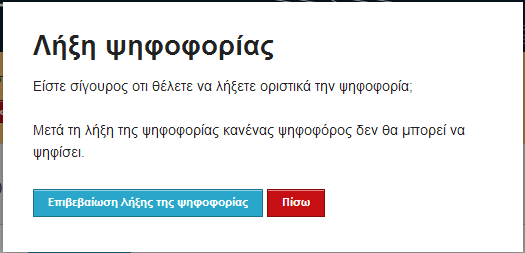 Λήξη ψηφοφορίας
Είστε σίγουρος οτι θέλετε να λήξετε οριστικά την ψηφοφορία;
Μετά τη λήξη της ψηφοφορίας κανένας ψηφοφόρος δεν θα μπορεί να
ψηφίσει.
Επιβεβαίωση λήξης της ψηφοφορίας Πίσω